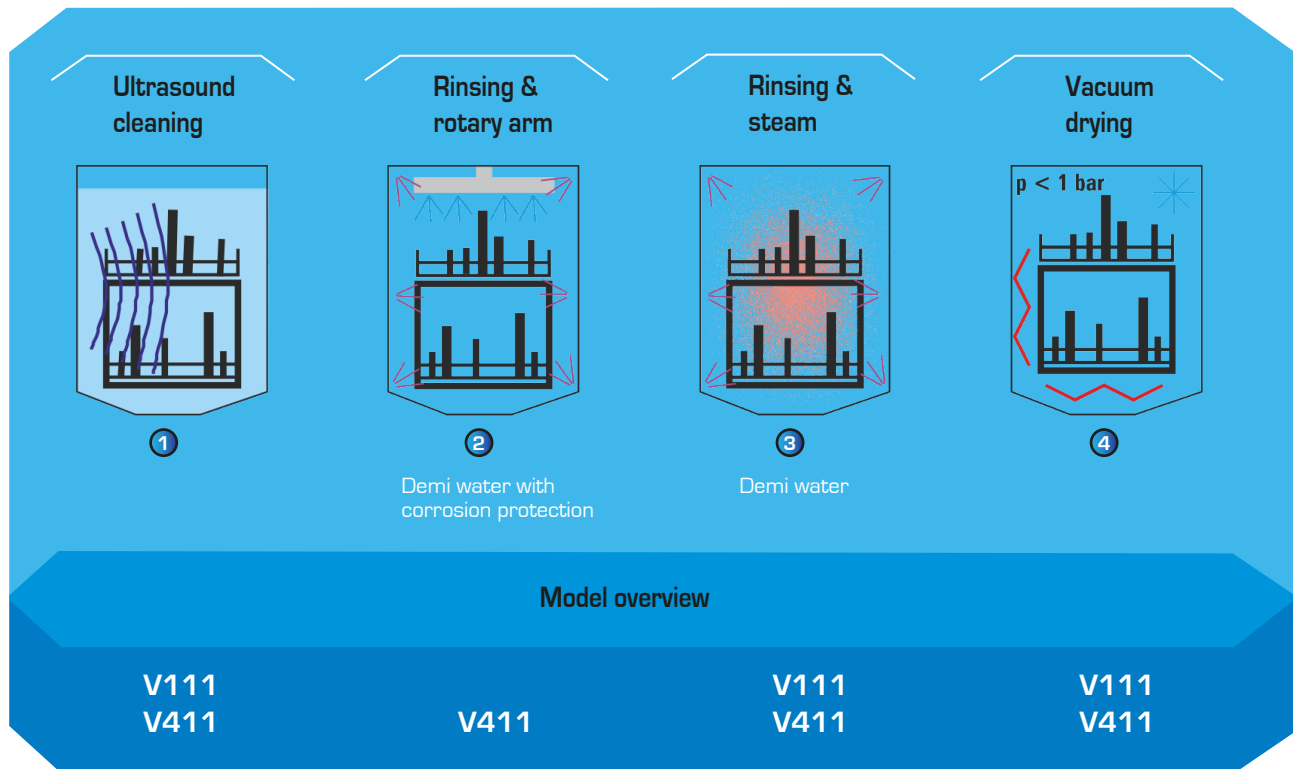 Ultrasound
cleaning
Rinsing &
rotary arm
Rinsing &
steam
Vacuum
drying
p < 1 bar
1
2
3
4
Demi water with
corrosion protection
Demi water
Model overview
V111
V411
V411
V111
V411
V111
V411